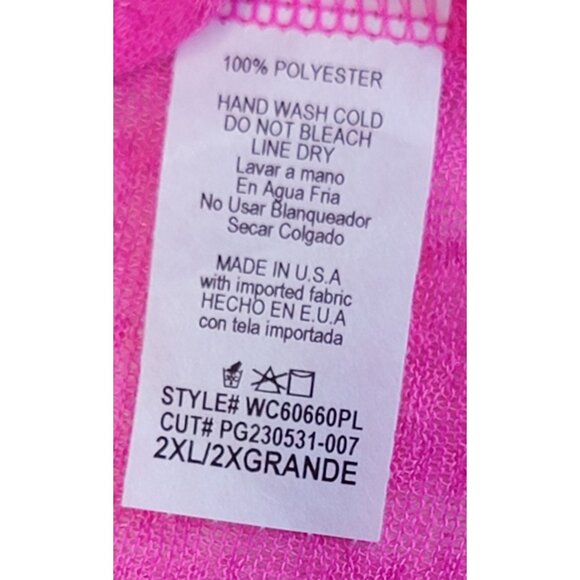 100% POLYESTER
HAND WASH COLD
DO NOT BLEACH
LINE DRY
Lavar a mano
En Agua Fria
No Usar Blanqueador
Secar Colgado
MADE IN U.S.A
with imported fabric
HECHO EN E.U.A
con tela importada
STYLE# WC60660PL
CUT# PG230531-007
2XL/2XGRANDE